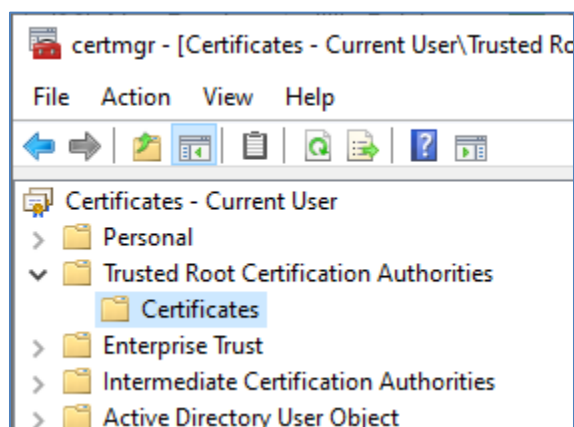 certmgr - [Certificates - Current User\Trusted Ro
File Action View Help
Certificates - Current User
Personal
Trusted Root Certification Authorities
Certificates
Enterprise Trust
Intermediate Certification Authorities
Active Directory User Object